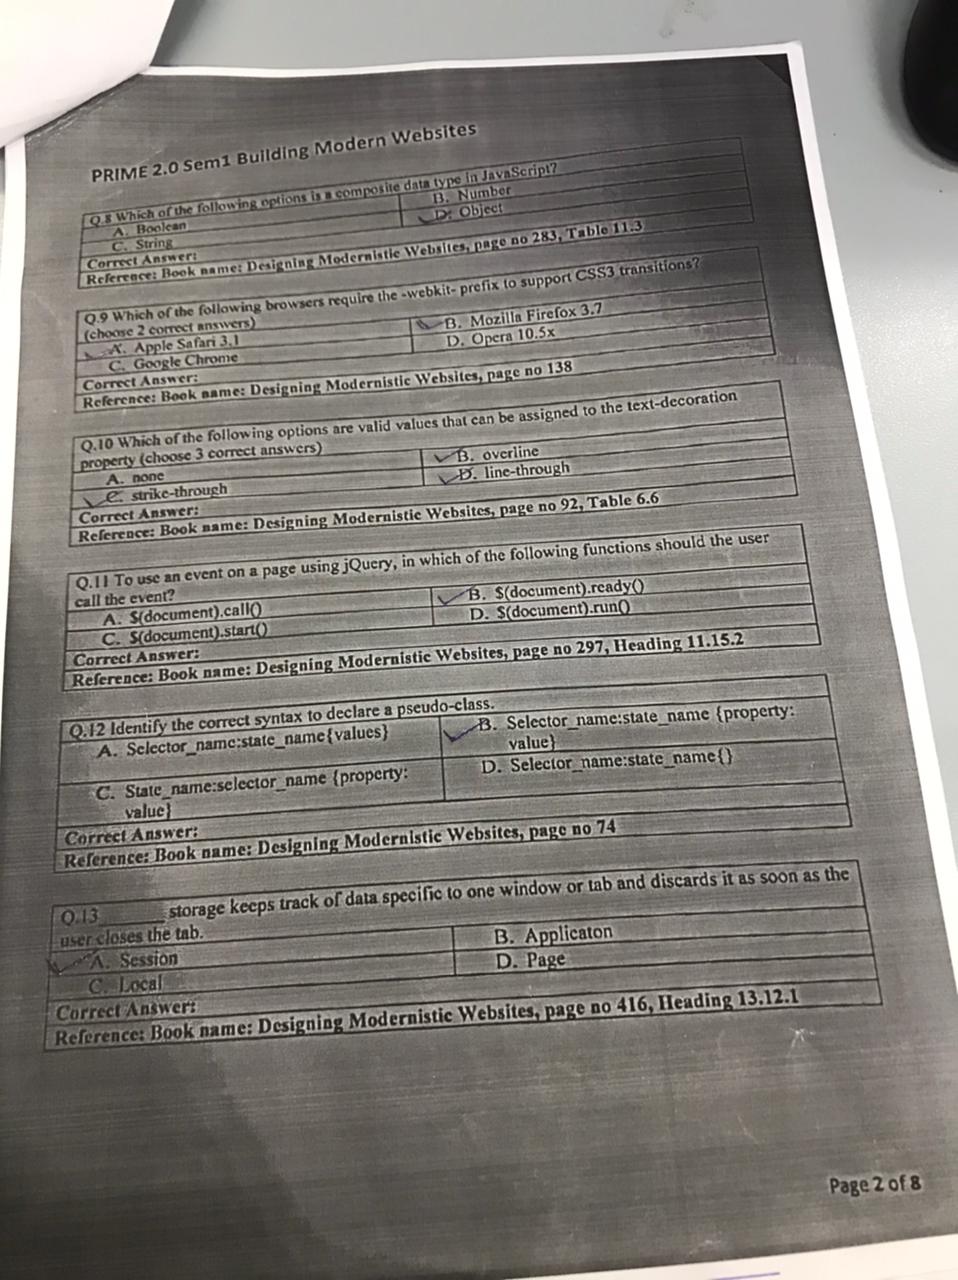 PRIME 2.0 Sem1 Building Modern Websites
Q.8 Which of the following options is a composite data type in JavaScript?
A. Boolean
B. Number
C. String
D. Object
Correct Answer:
Reference: Book name: Designing Modernistic Websites, page no 283, Table 11.3
Q.9 Which of the following browsers require the -webkit- prefix to support CSS3 transitions?
(choose 2 correct answers)
A. Apple Safari 3.1
B. Mozilla Firefox 3.7
C. Google Chrome
D. Opera 10.5x
Correct Answer:
Reference: Book name: Designing Modernistic Websites, page no 138
Q.10 Which of the following options are valid values that can be assigned to the text-decoration
property (choose 3 correct answers)
A. none
B. overline
C. strike-through
D. line-through
Correct Answer:
Reference: Book name: Designing Modernistic Websites, page no 92, Table 6.6
Q.11 To use an event on a page using jQuery, in which of the following functions should the user
call the event?
A. $(document).call()
B. $(document).ready()
C. $(document).start()
D. $(document).run()
Correct Answer:
Reference: Book name: Designing Modernistic Websites, page no 297, Heading 11.15.2
Q.12 Identify the correct syntax to declare a pseudo-class.
A. Selector_name:state_name{values}
B. Selector_name:state_name {property:
value}
C. State_name:selector_name {property:
value}
D. Selector_name:state_name{}
Correct Answer:
Reference: Book name: Designing Modernistic Websites, page no 74
Q.13 ______ storage keeps track of data specific to one window or tab and discards it as soon as the
user closes the tab.
A. Session
B. Applicaton
C. Local
D. Page
Correct Answer:
Reference: Book name: Designing Modernistic Websites, page no 416, Heading 13.12.1
Page 2 of 8